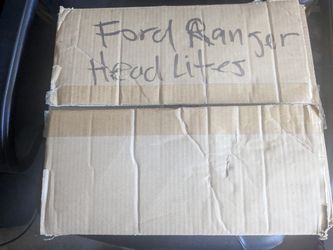 Ford Ranger
Head Lites